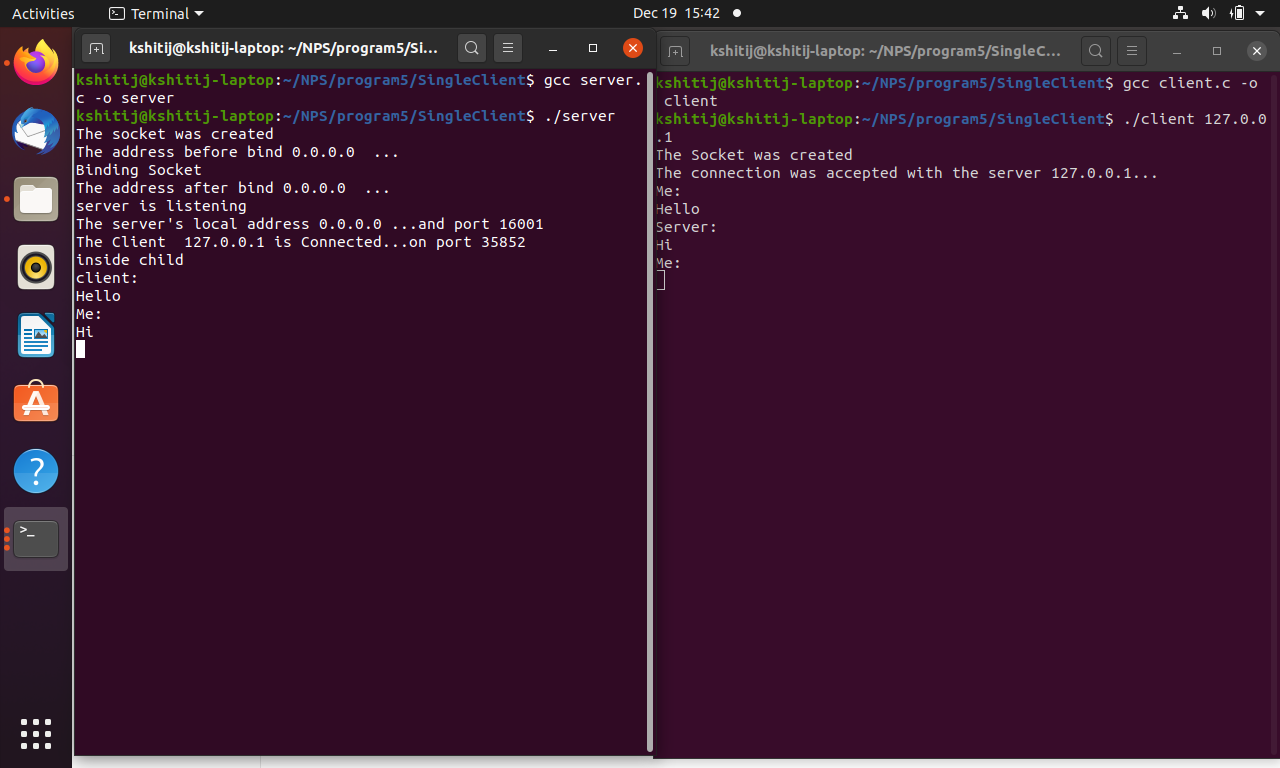 Activities
Terminal
Dec 19 15:42
kshitij@kshitij-laptop: ~/NPS/program5/Si...
kshitij@kshitij-laptop:~/NPS/program5/SingleClient$ gcc server.
c -o server
kshitij@kshitij-laptop:~/NPS/program5/SingleClient$ ./server
The socket was created
The address before bind 0.0.0.0  ...
Binding Socket
The address after bind 0.0.0.0  ...
server is listening
The server's local address 0.0.0.0 ...and port 16001
The Client  127.0.0.1 is Connected...on port 35852
inside child
client:
Hello
Me:
Hi
kshitij@kshitij-laptop: ~/NPS/program5/SingleC...
kshitij@kshitij-laptop:~/NPS/program5/SingleClient$ gcc client.c -o
 client
kshitij@kshitij-laptop:~/NPS/program5/SingleClient$ ./client 127.0.0
.1
The Socket was created
The connection was accepted with the server 127.0.0.1...
Me:
Hello
Server:
Hi
Me: